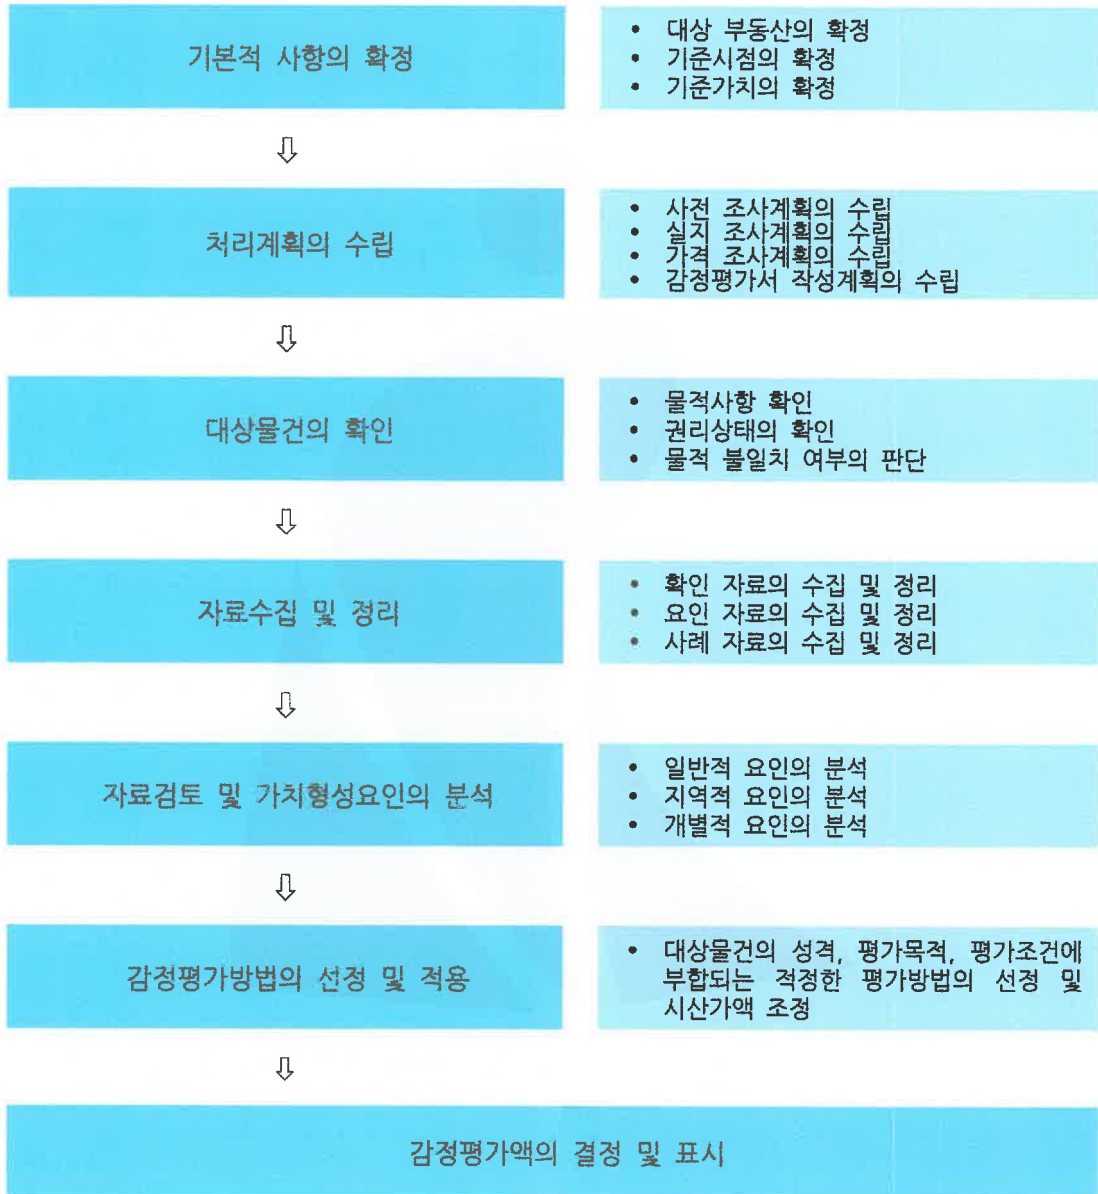 기본적 사항의 확정
• 대상 부동산의 확정
• 기준시점의 확정
• 기준가치의 확정
⇩
처리계획의 수립
• 사전 조사계획의 수립
• 실지 조사계획의 수립
• 가격 조사계획의 수립
• 감정평가서 작성계획의 수립
⇩
대상물건의 확인
• 물적사항 확인
• 권리상태의 확인
• 물적 불일치 여부의 판단
⇩
자료수집 및 정리
• 확인 자료의 수집 및 정리
• 요인 자료의 수집 및 정리
• 사례 자료의 수집 및 정리
⇩
자료검토 및 가치형성요인의 분석
• 일반적 요인의 분석
• 지역적 요인의 분석
• 개별적 요인의 분석
⇩
감정평가방법의 선정 및 적용
• 대상물건의 성격, 평가목적, 평가조건에
부합되는 적정한 평가방법의 선정 및
시산가액 조정
⇩
감정평가액의 결정 및 표시